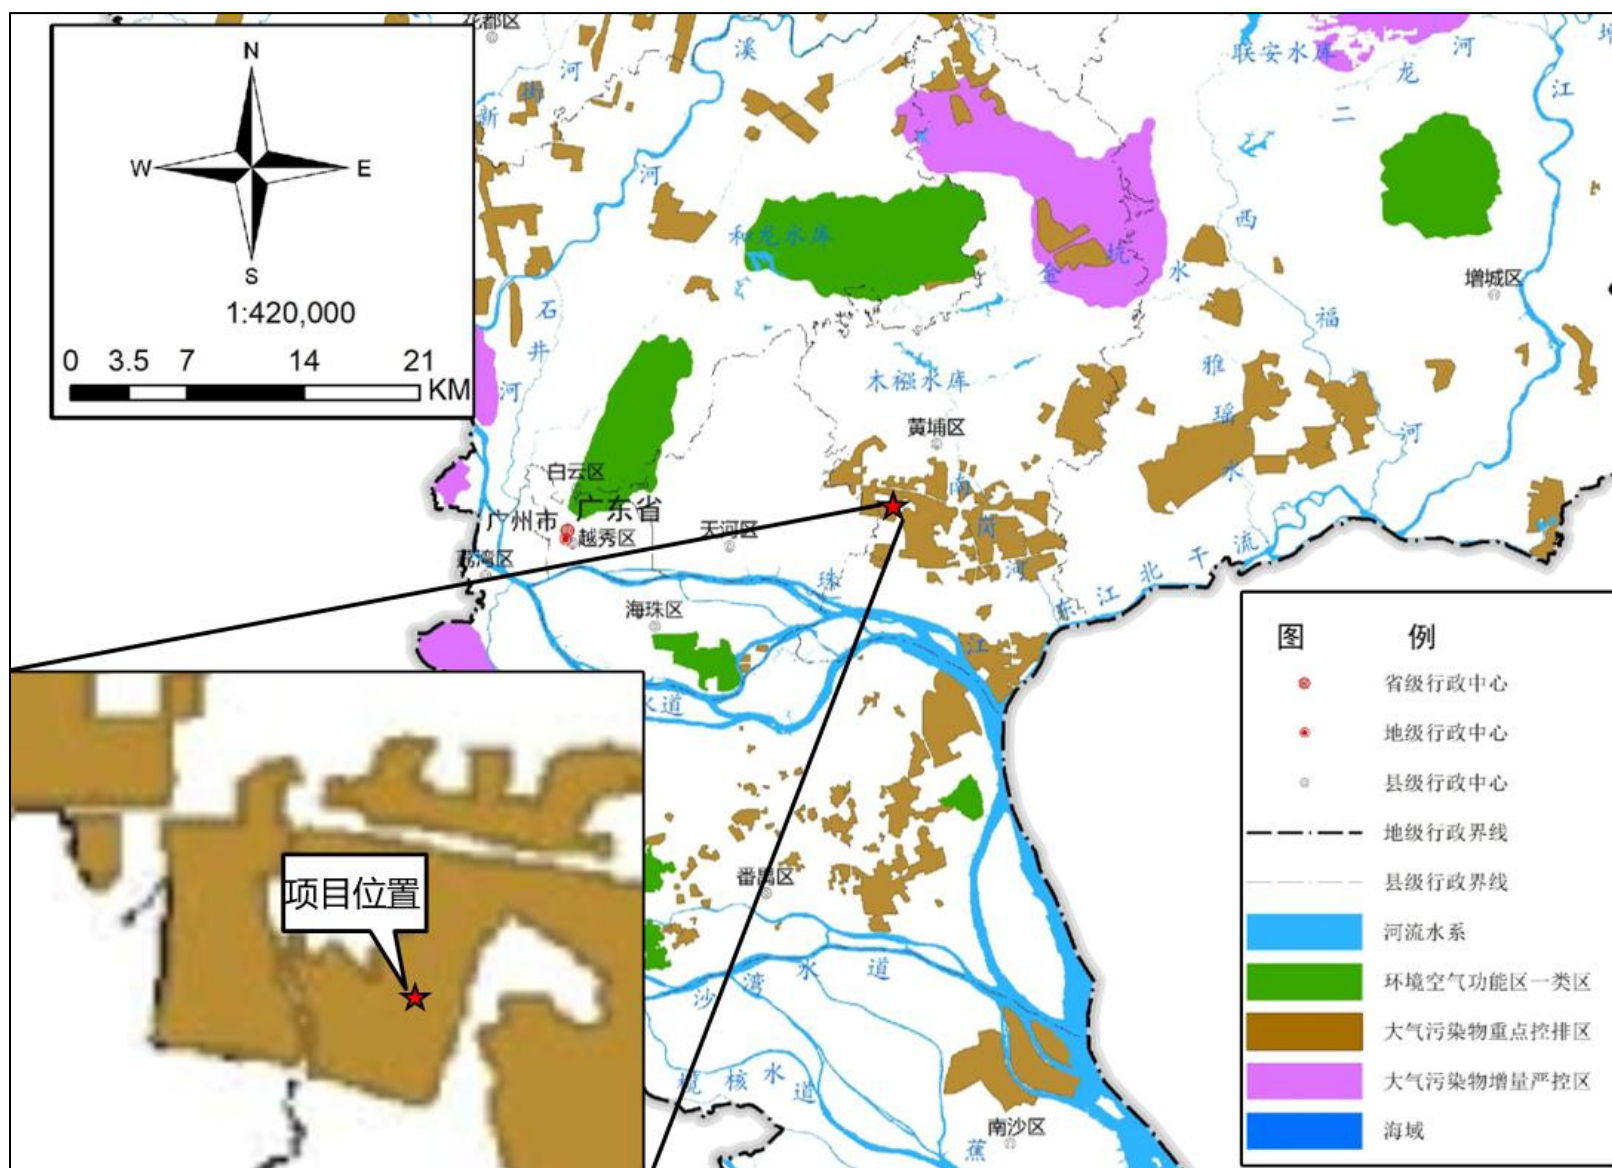 花都区
N
W
E
S
1:420,000
0 3.5 7 14 21
KM
溪
河
新
街
河
联安水库
二
龙
河
江
和龙水库
金
坑
水
西
福
河
增城区
石
井
河
木强水库
黄埔区
雅
瑶
水
白云区
广东省
广州市
越秀区
天河区
荔湾区
南
岗
河
珠
江
东
江
北
干
流
海珠区
水道
番禺区
沙
湾
水
道
榄
核
水
道
南沙区
蕉
项目位置
图 例
省级行政中心
地级行政中心
县级行政中心
地级行政界线
县级行政界线
河流水系
环境空气功能区一类区
大气污染物重点控排区
大气污染物增量严控区
海域